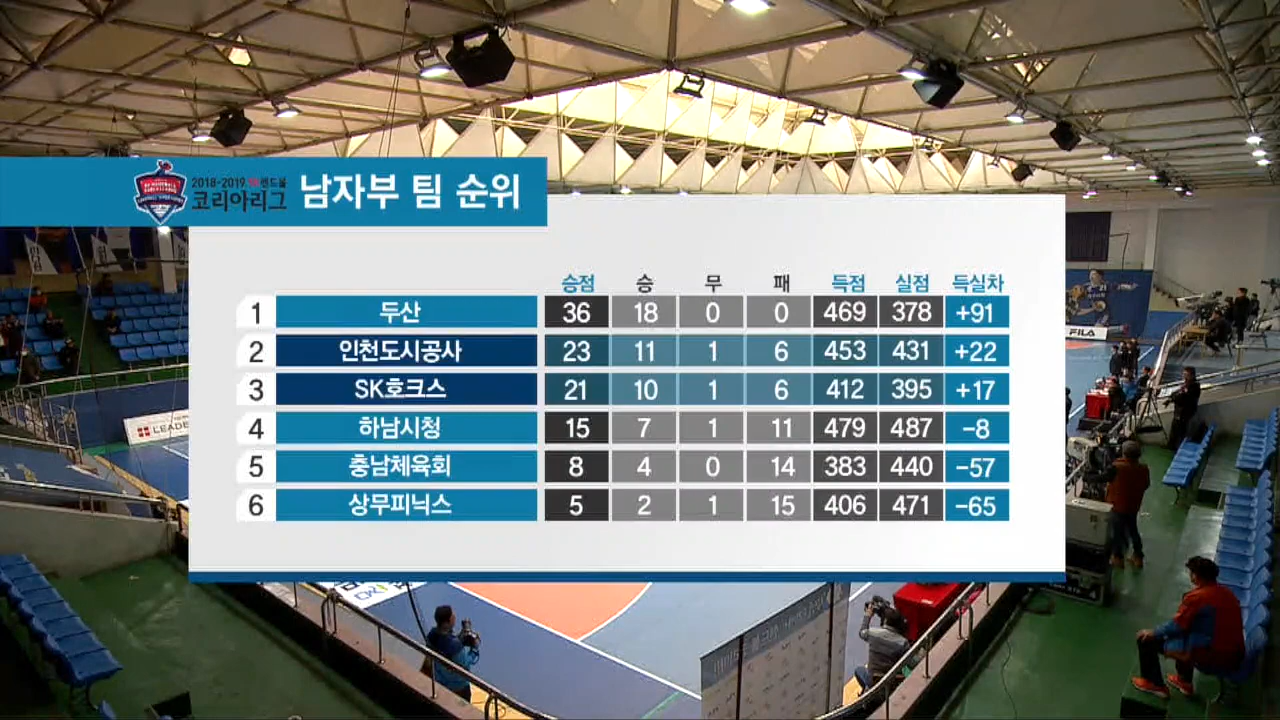 2018-2019 SK핸드볼
코리아리그 남자부 팀 순위
승점 승 무 패 득점 실점 득실차
1 두산 36 18 0 0 469 378 +91
2 인천도시공사 23 11 1 6 453 431 +22
3 SK호크스 21 10 1 6 412 395 +17
4 하남시청 15 7 1 11 479 487 -8
5 충남체육회 8 4 0 14 383 440 -57
6 상무피닉스 5 2 1 15 406 471 -65
FILA
LEADE